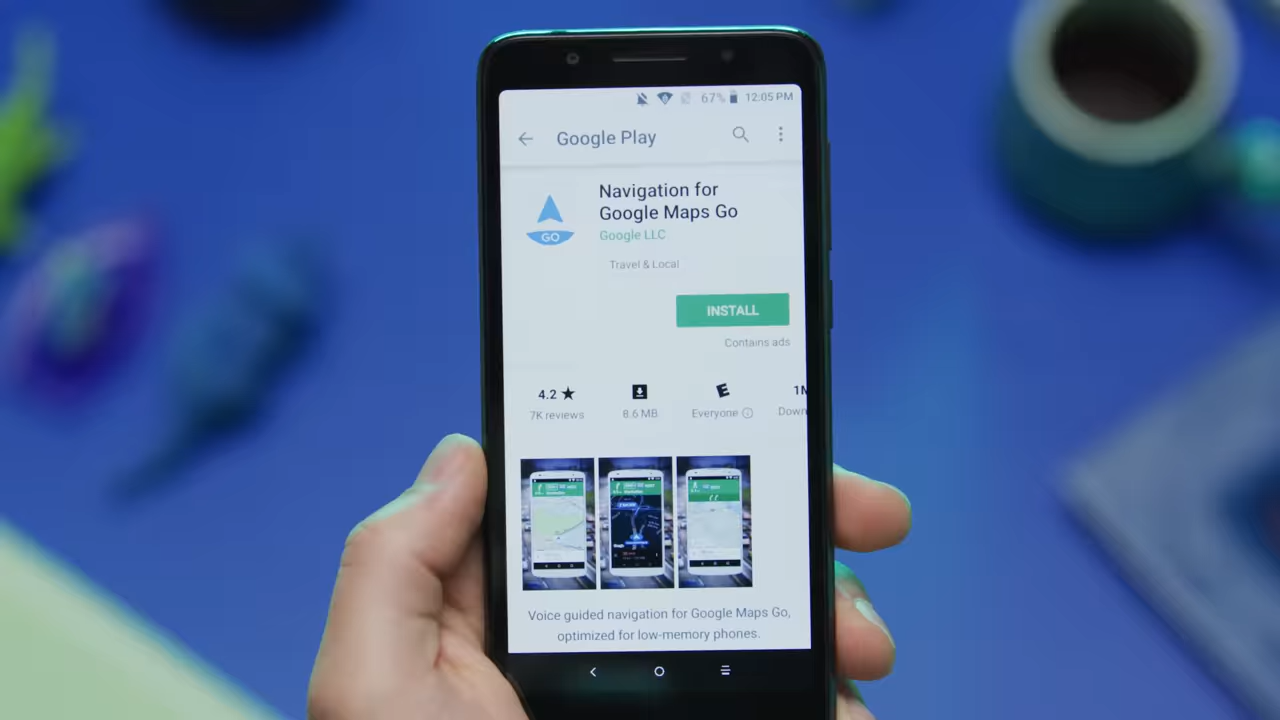 67% 12:05 PM
Google Play
Navigation for
Google Maps Go
GO
Google LLC
Travel & Local
INSTALL
Contains ads
4.2 ★
7K reviews
8.6 MB
E
Everyone
1M
Down
Voice guided navigation for Google Maps Go,
optimized for low-memory phones.